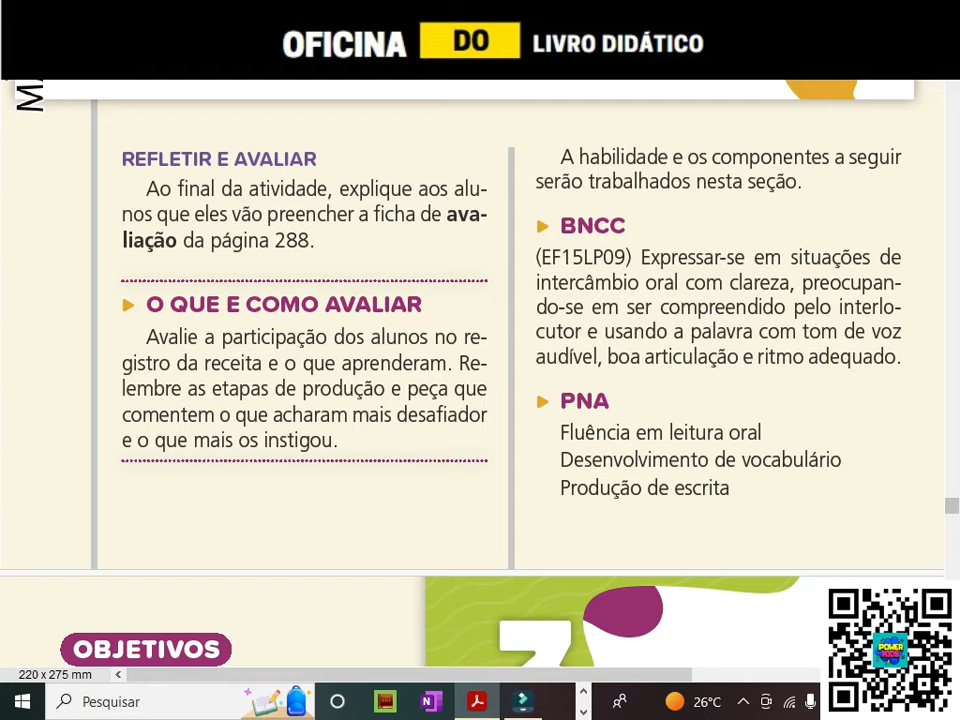 OFICINA DO LIVRO DIDÁTICO
REFLETIR E AVALIAR
Ao final da atividade, explique aos alu-
nos que eles vão preencher a ficha de ava-
liação da página 288.
O QUE E COMO AVALIAR
Avalie a participação dos alunos no re-
gistro da receita e o que aprenderam. Re-
lembre as etapas de produção e peça que
comentem o que acharam mais desafiador
e o que mais os instigou.
A habilidade e os componentes a seguir
serão trabalhados nesta seção.
BNCC
(EF15LP09) Expressar-se em situações de
intercâmbio oral com clareza, preocupan-
do-se em ser compreendido pelo interlo-
cutor e usando a palavra com tom de voz
audível, boa articulação e ritmo adequado.
PNA
Fluência em leitura oral
Desenvolvimento de vocabulário
Produção de escrita
OBJETIVOS
POWER KIDS
220 x 275 mm
Pesquisar
26°C